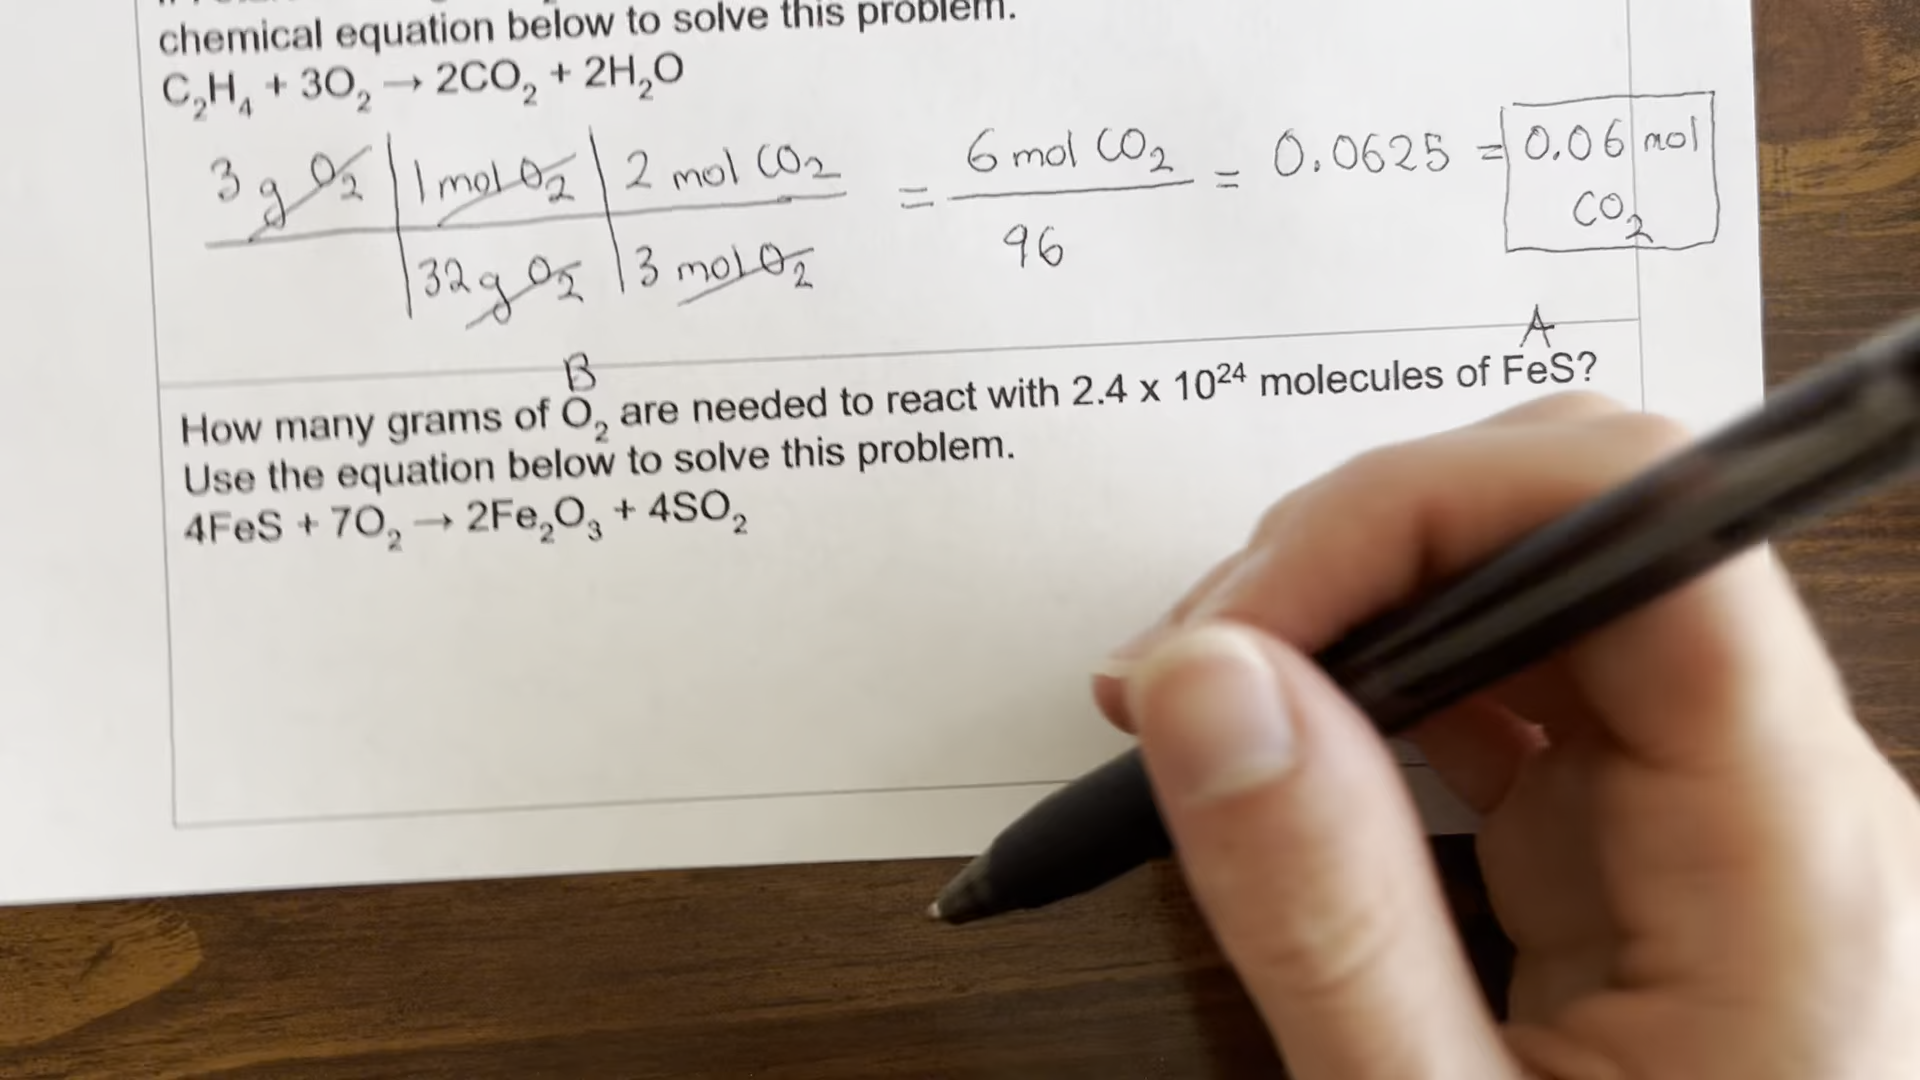 chemical equation below to solve this problem.
C₂H₄ + 3O₂ → 2CO₂ + 2H₂O
3 g O₂ | 1 mol O₂ | 2 mol CO₂ = 6 mol CO₂ = 0.0625 = 0.06 mol
32 g O₂ | 3 mol O₂ 96 CO₂
B A
How many grams of O₂ are needed to react with 2.4 x 10²⁴ molecules of FeS?
Use the equation below to solve this problem.
4FeS + 7O₂ → 2Fe₂O₃ + 4SO₂